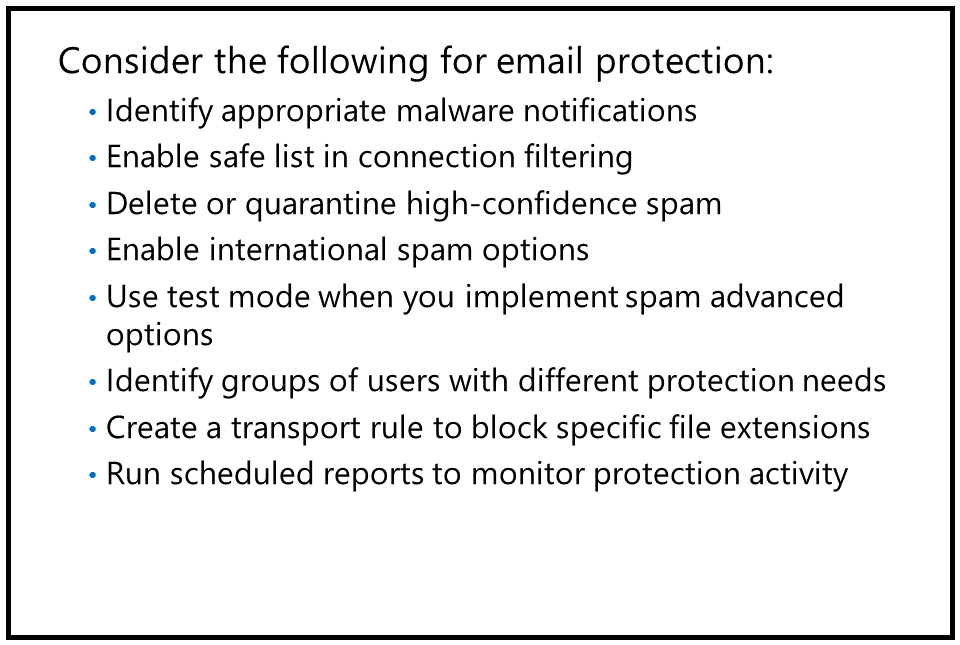 Consider the following for email protection:
• Identify appropriate malware notifications
• Enable safe list in connection filtering
• Delete or quarantine high-confidence spam
• Enable international spam options
• Use test mode when you implement spam advanced
options
• Identify groups of users with different protection needs
• Create a transport rule to block specific file extensions
• Run scheduled reports to monitor protection activity